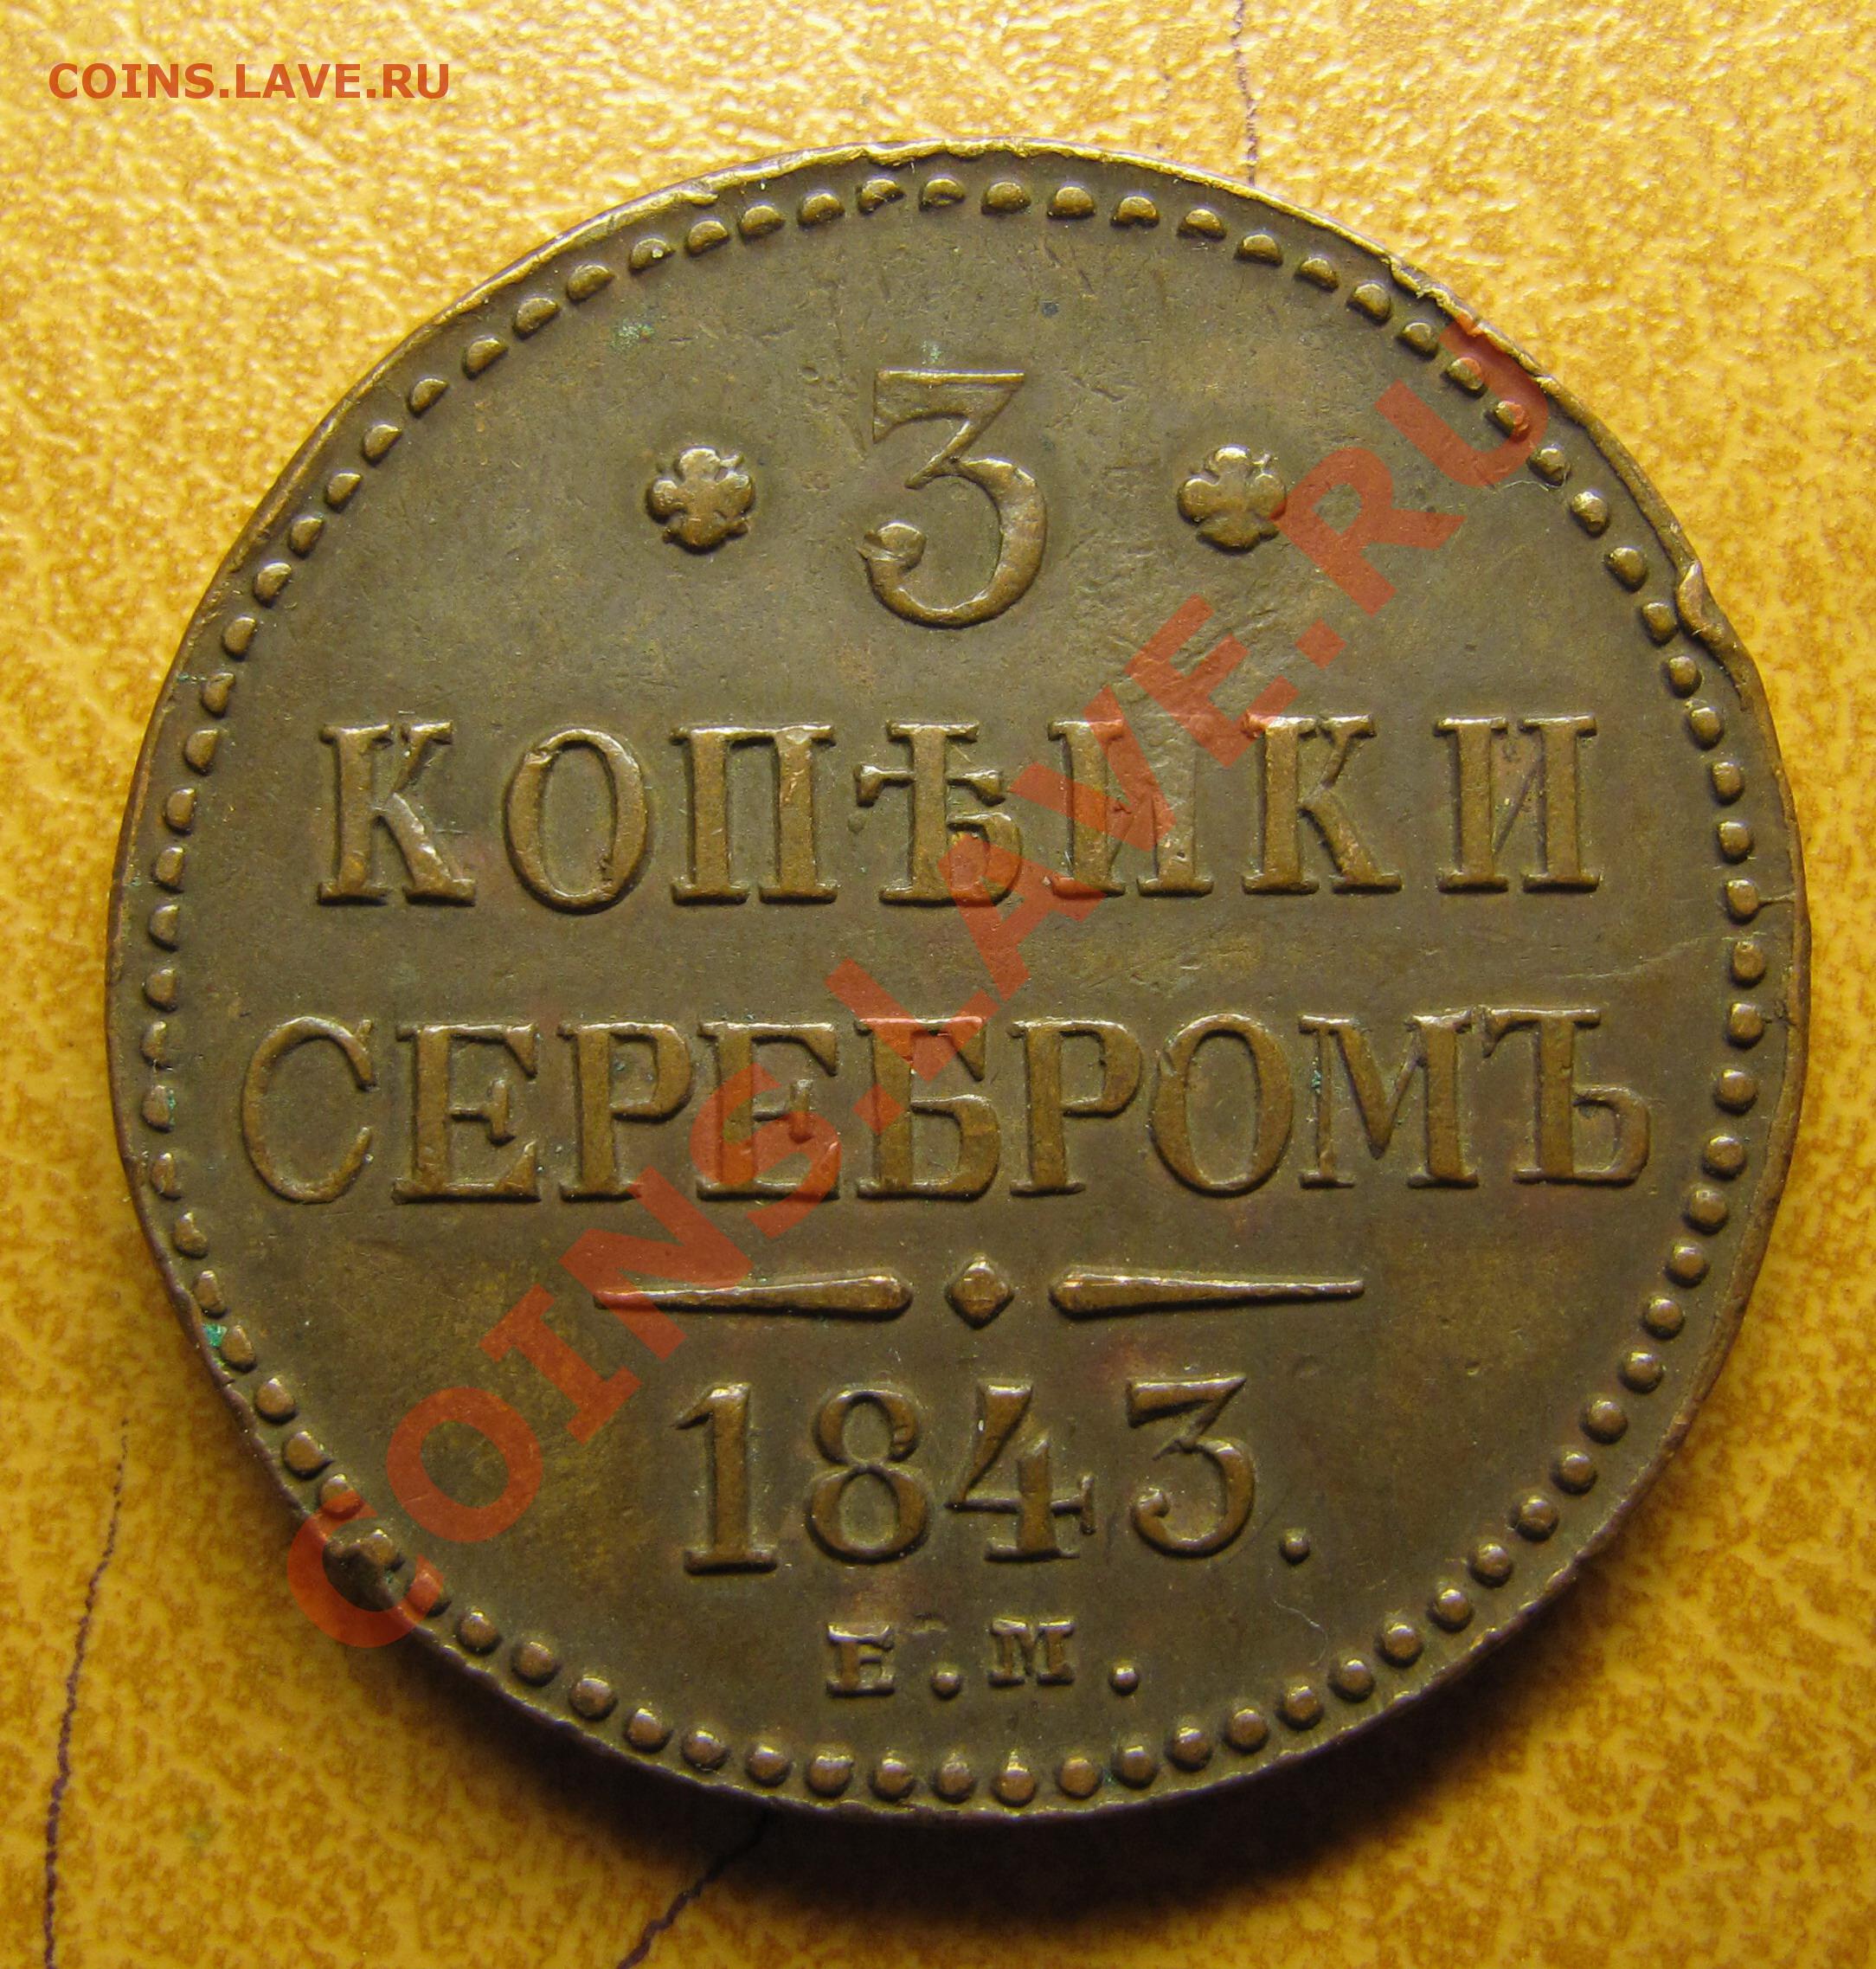 COINS.LAVE.RU
3
КОПѢЙКИ
СЕРЕБРОМЪ
1843.
Е.М.
COINS.LAVE.RU